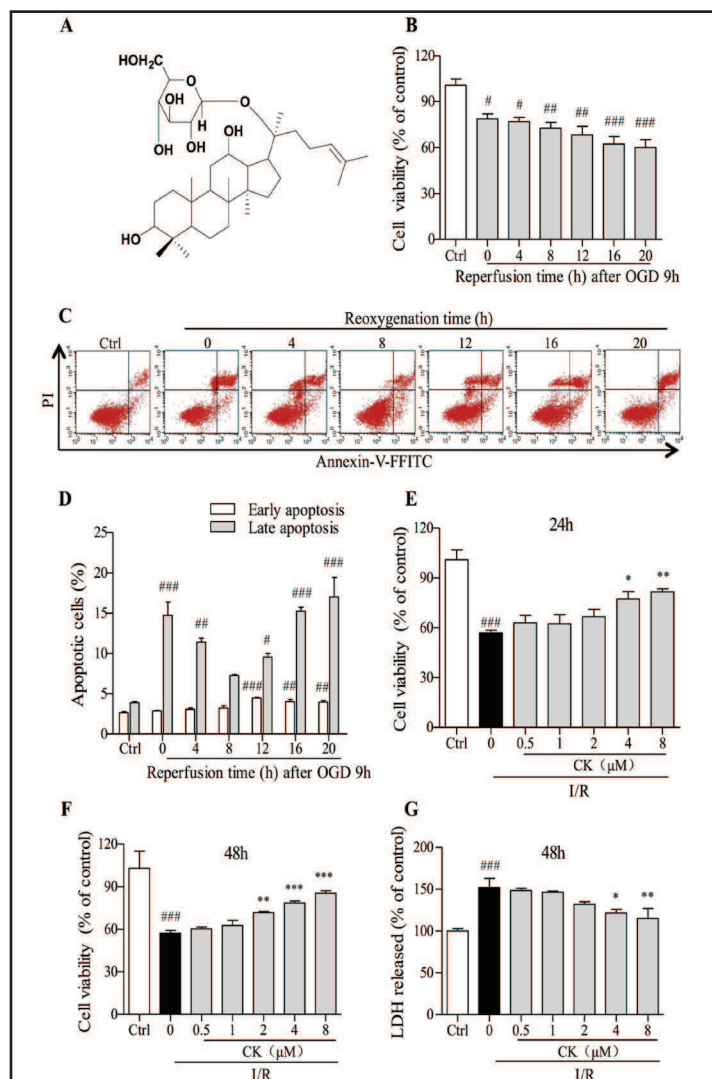 A
HOH₂C
O
OH
H
OH
OH
O
OH
HO
B
Cell viability (% of control)
120
90
60
30
0
# # ## ## ### ###
Ctrl 0 4 8 12 16 20
Reperfusion time (h) after OGD 9h
C
Reoxygenation time (h)
Ctrl 0 4 8 12 16 20
PI
10⁰ 10¹ 10² 10³ 10⁴
Annexin-V-FFITC
D
Early apoptosis
Late apoptosis
Apoptotic cells (%)
25
20
15
10
5
0
### ## # ### ###
### ## ##
Ctrl 0 4 8 12 16 20
Reperfusion time (h) after OGD 9h
E
24h
Cell viability (% of control)
120
90
60
30
0
### * **
Ctrl 0 0.5 1 2 4 8
CK (μM)
I/R
F
48h
Cell viability (% of control)
120
90
60
30
0
### ** *** ***
Ctrl 0 0.5 1 2 4 8
CK (μM)
I/R
G
48h
LDH released (% of control)
200
150
100
50
0
### * **
Ctrl 0 0.5 1 2 4 8
CK (μM)
I/R